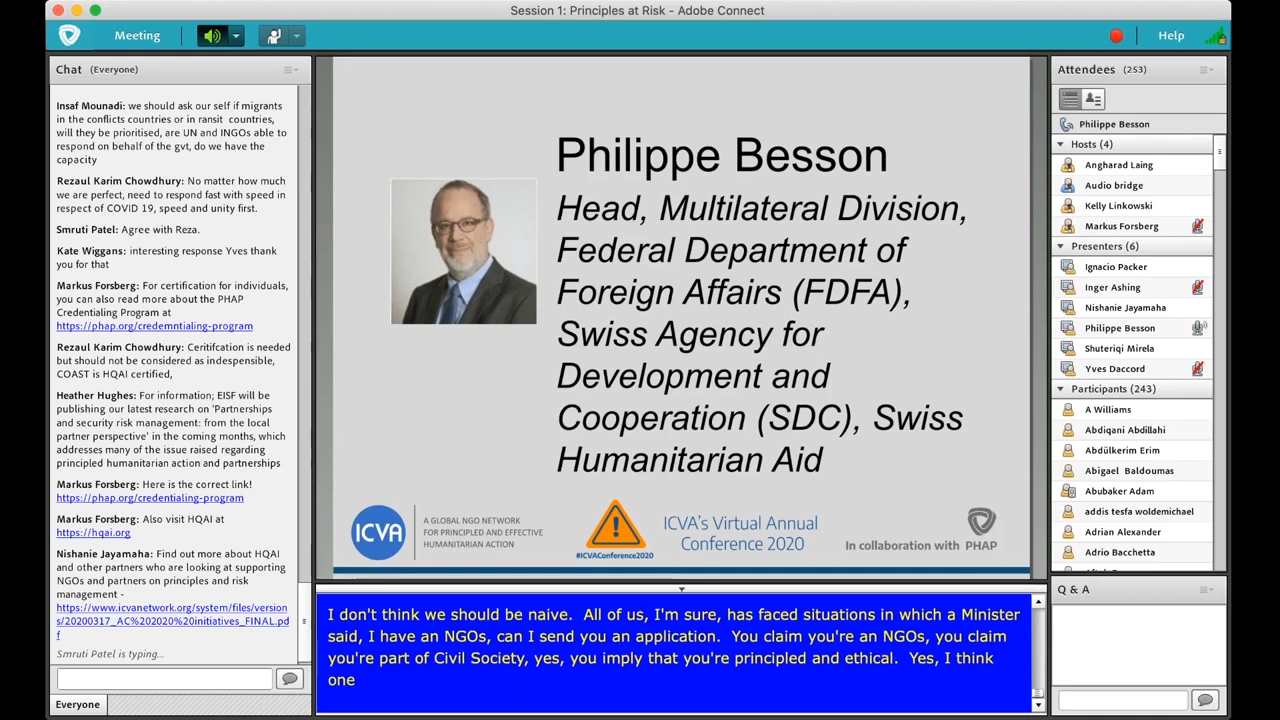 Session 1: Principles at Risk - Adobe Connect
Meeting
Help
Chat (Everyone)
Insaf Mounadi: we should ask our self if migrants
in the conflicts countries or in ransit countries,
will they be prioritised, are UN and INGOs able to
respond on behalf of the gvt, do we have the
capacity
Rezaul Karim Chowdhury: No matter how much
we are perfect, need to respond fast with speed in
respect of COVID 19, speed and unity first.
Smruti Patel: Agree with Reza.
Kate Wiggans: interesting response Yves thank
you for that
Markus Forsberg: For certification for individuals,
you can also read more about the PHAP
Credentialing Program at
https://phap.org/credemntialing-program
Rezaul Karim Chowdhury: Ceritifcation is needed
but should not be considered as indespensible,
COAST is HQAI certified,
Heather Hughes: For information; EISF will be
publishing our latest research on 'Partnerships
and security risk management: from the local
partner perspective' in the coming months, which
addresses many of the issue raised regarding
principled humanitarian action and partnerships
Markus Forsberg: Here is the correct link!
https://phap.org/credentialing-program
Markus Forsberg: Also visit HQAI at
https://hqai.org
Nishanie Jayamaha: Find out more about HQAI
and other partners who are looking at supporting
NGOs and partners on principles and risk
management -
https://www.icvanetwork.org/system/files/version
s/20200317_AC%202020%20initiatives_FINAL.pd
f
Smruti Patel is typing...
Everyone
Philippe Besson
Head, Multilateral Division,
Federal Department of
Foreign Affairs (FDFA),
Swiss Agency for
Development and
Cooperation (SDC), Swiss
Humanitarian Aid
ICVA
A GLOBAL NGO NETWORK
FOR PRINCIPLED AND EFFECTIVE
HUMANITARIAN ACTION
#ICVAConference2020
ICVA's Virtual Annual
Conference 2020
In collaboration with PHAP
I don't think we should be naive. All of us, I'm sure, has faced situations in which a Minister
said, I have an NGOs, can I send you an application. You claim you're an NGOs, you claim
you're part of Civil Society, yes, you imply that you're principled and ethical. Yes, I think
one
Attendees (253)
Philippe Besson
Hosts (4)
Angharad Laing
Audio bridge
Kelly Linkowski
Markus Forsberg
Presenters (6)
Ignacio Packer
Inger Ashing
Nishanie Jayamaha
Philippe Besson
Shuteriqi Mirela
Yves Daccord
Participants (243)
A Williams
Abdiqani Abdillahi
Abdülkerim Erim
Abigael Baldoumas
Abubaker Adam
addis tesfa woldemichael
Adrian Alexander
Adrio Bacchetta
Q & A